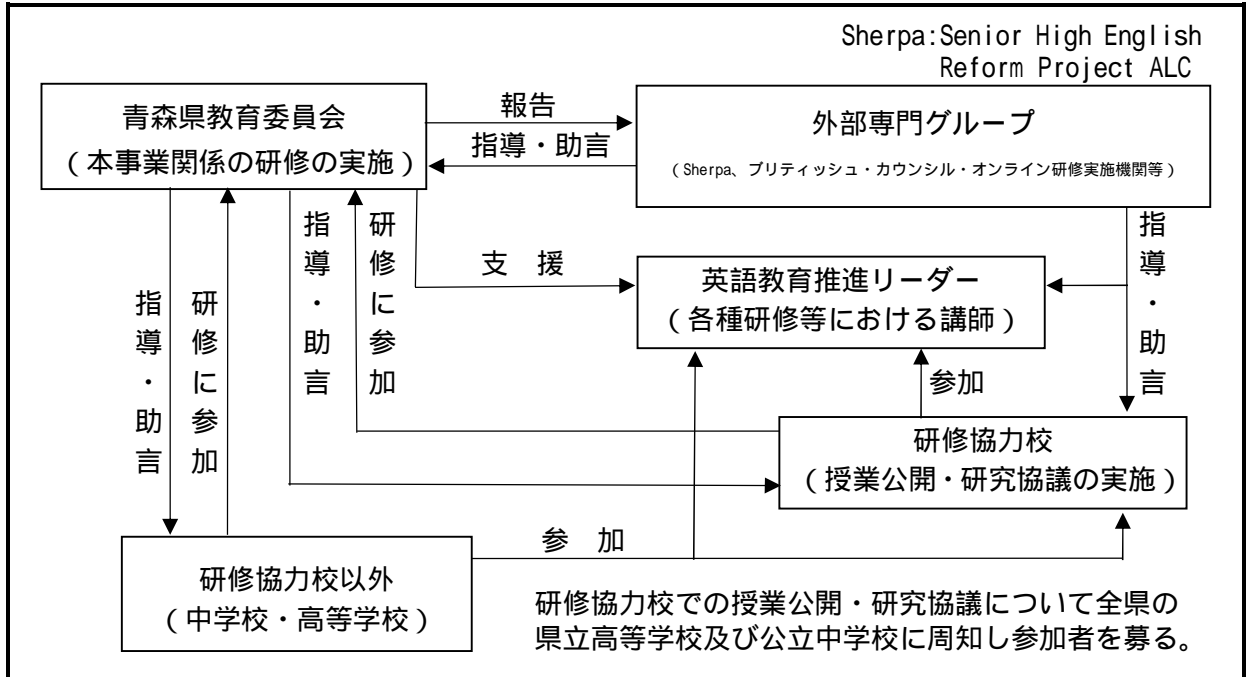 Sherpa:Senior High English
Reform Project ALC
青森県教育委員会
（本事業関係の研修の実施）
報告
指導・助言
外部専門グループ
（Sherpa、ブリティッシュ・カウンシル・オンライン研修実施機関等）
指導・助言
研修に参加
指導・助言
研修に参加
支　援
英語教育推進リーダー
（各種研修等における講師）
指導・助言
参加
研修協力校
（授業公開・研究協議の実施）
参　加
研修協力校以外
（中学校・高等学校）
研修協力校での授業公開・研究協議について全県の
県立高等学校及び公立中学校に周知し参加者を募る。